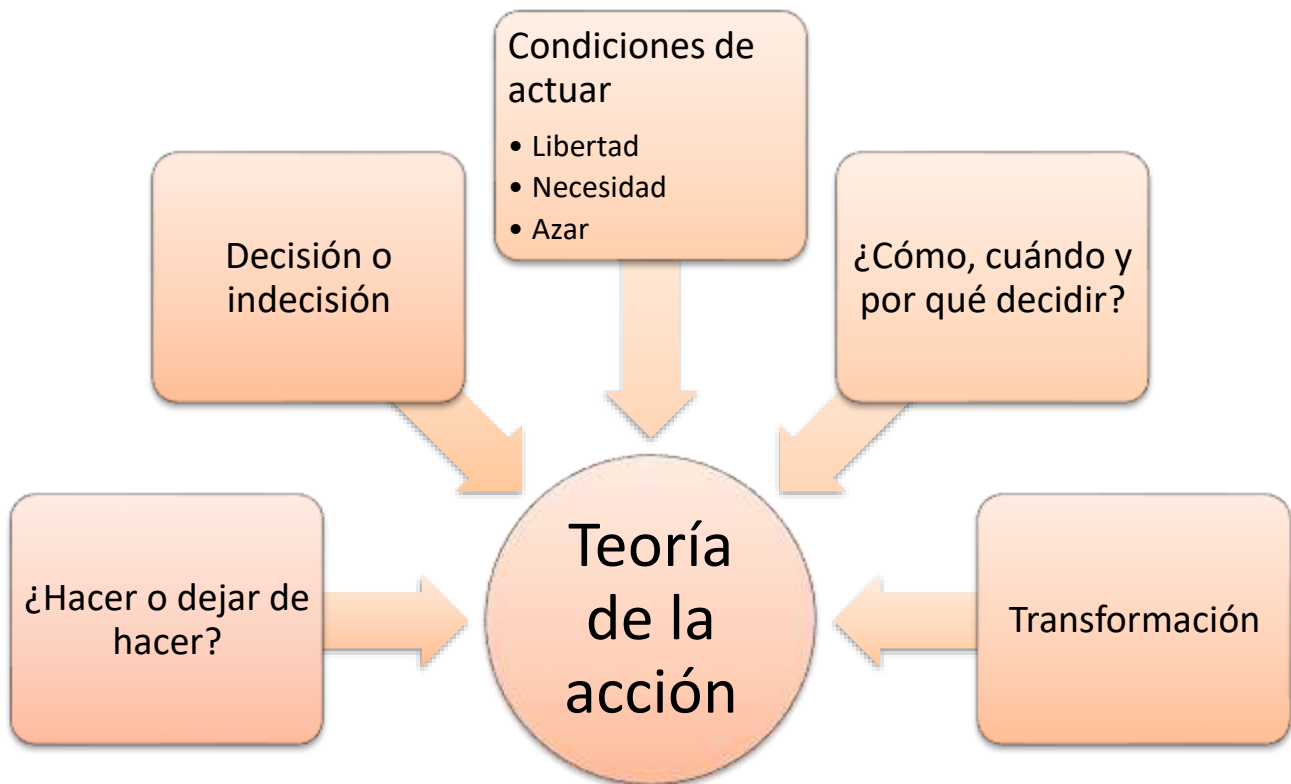 Condiciones de
actuar
• Libertad
• Necesidad
• Azar
Decisión o
indecisión
¿Cómo, cuándo y
por qué decidir?
¿Hacer o dejar de
hacer?
Teoría
de la
acción
Transformación